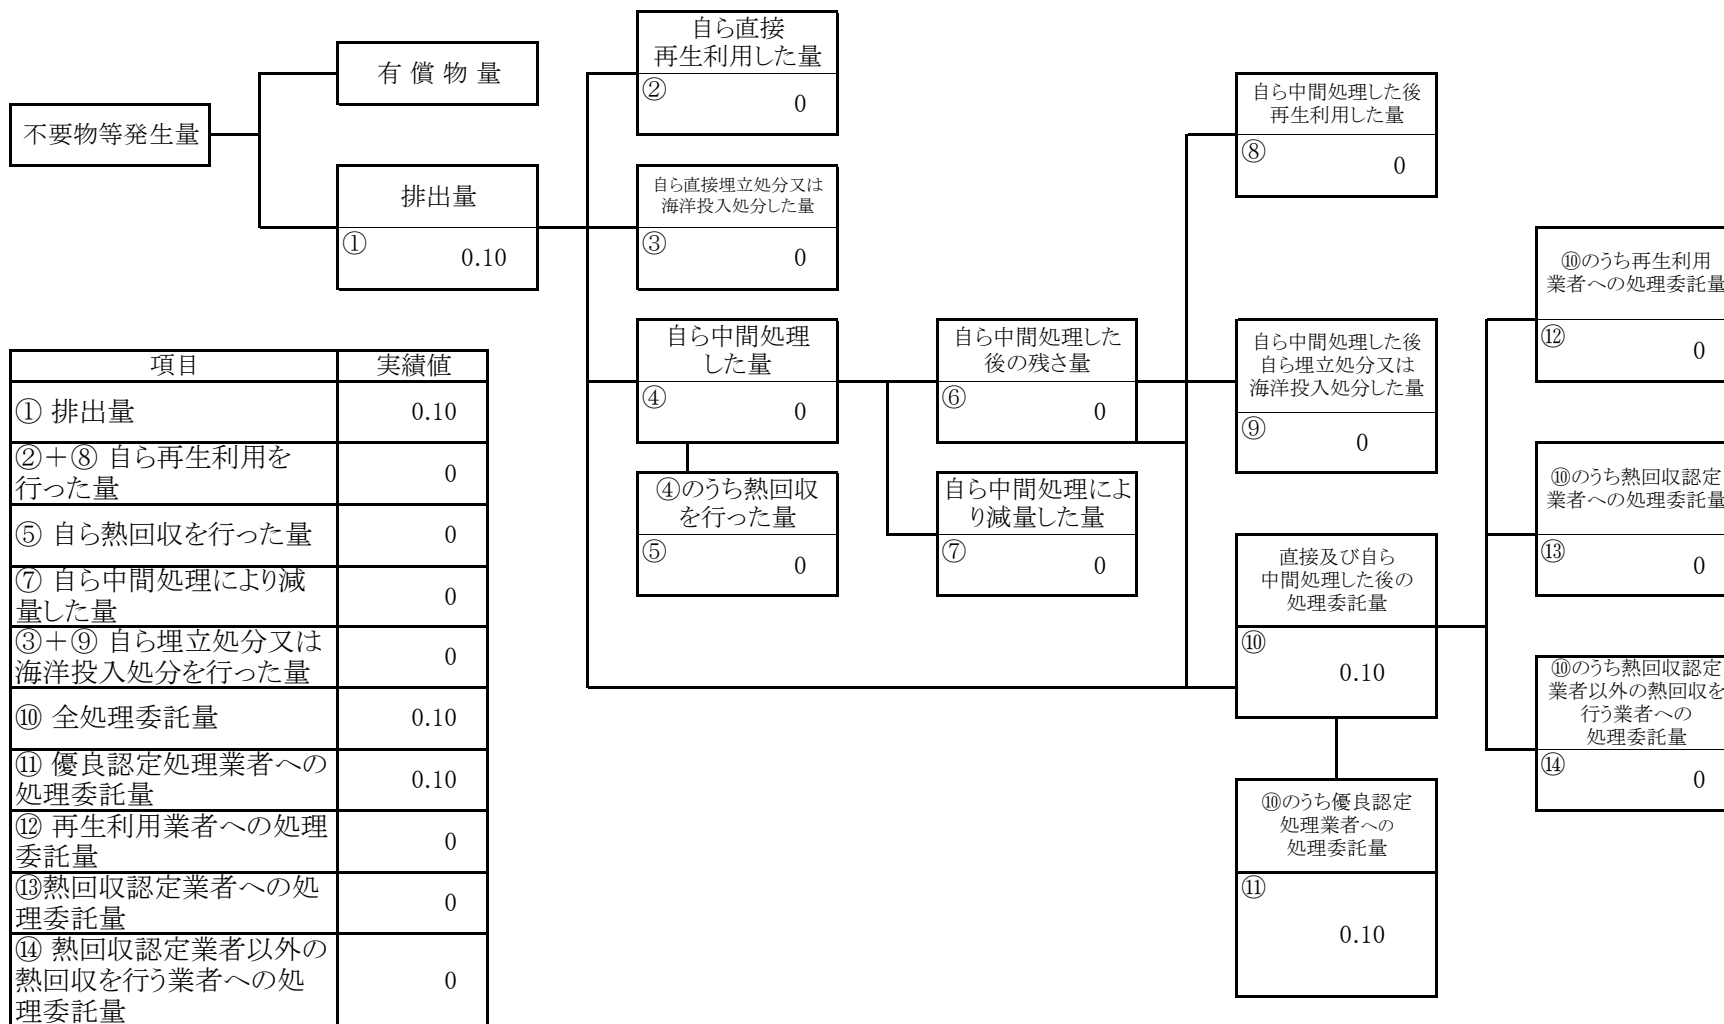 不要物等発生量
有 償 物 量
排出量
①
0.10
自ら直接
再生利用した量
②
0
自ら直接埋立処分又は
海洋投入処分した量
③
0
自ら中間処理
した量
④
0
④のうち熱回収
を行った量
⑤
0
自ら中間処理した
後の残さ量
⑥
0
自ら中間処理によ
り減量した量
⑦
0
自ら中間処理した後
再生利用した量
⑧
0
自ら中間処理した後
自ら埋立処分又は
海洋投入処分した量
⑨
0
直接及び自ら
中間処理した後の
処理委託量
⑩
0.10
⑩のうち優良認定
処理業者への
処理委託量
⑪
0.10
⑩のうち再生利用
業者への処理委託量
⑫
0
⑩のうち熱回収認定
業者への処理委託量
⑬
0
⑩のうち熱回収認定
業者以外の熱回収を
行う業者への
処理委託量
⑭
0
項目 実績値
① 排出量 0.10
②＋⑧ 自ら再生利用を
行った量 0
⑤ 自ら熱回収を行った量 0
⑦ 自ら中間処理により減
量した量 0
③＋⑨ 自ら埋立処分又は
海洋投入処分を行った量 0
⑩ 全処理委託量 0.10
⑪ 優良認定処理業者への
処理委託量 0.10
⑫ 再生利用業者への処理
委託量 0
⑬熱回収認定業者への処
理委託量 0
⑭ 熱回収認定業者以外の
熱回収を行う業者への処
理委託量 0